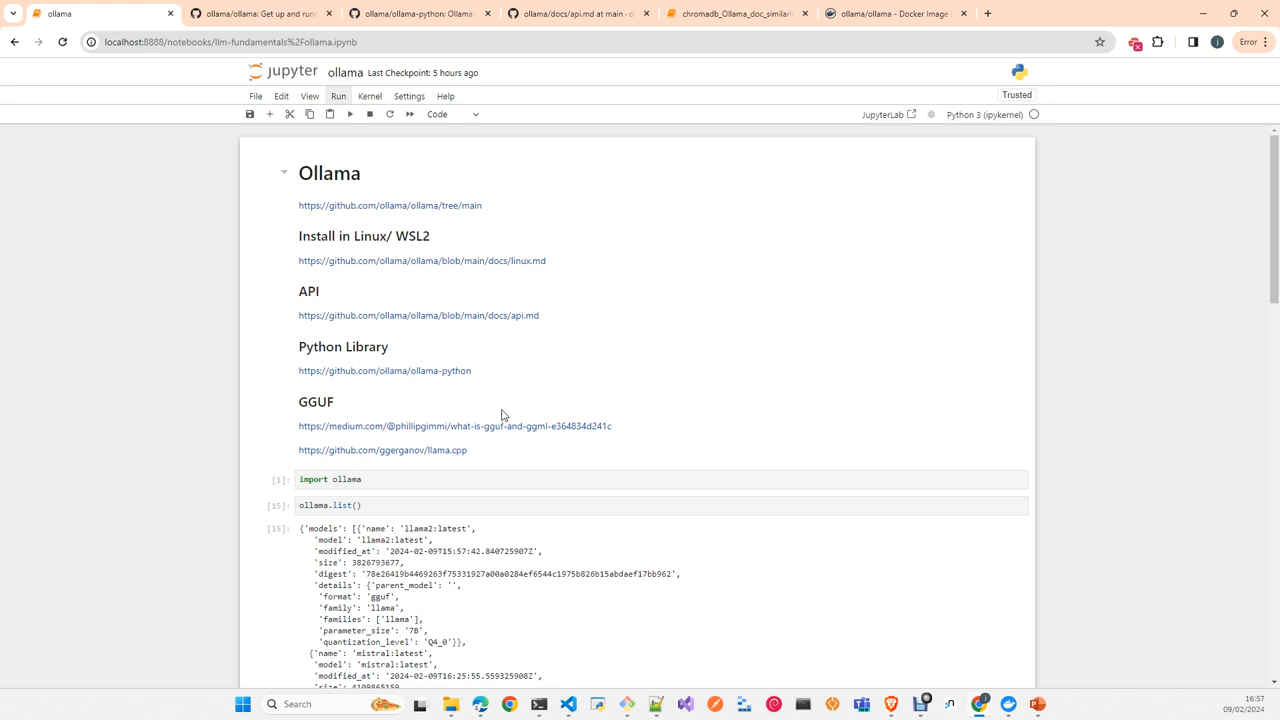 ollama
ollama/ollama: Get up and runn
ollama/ollama-python: Ollama
ollama/docs/api.md at main · o
chromadb_Ollama_doc_similarit
ollama/ollama - Docker Image
localhost:8888/notebooks/llm-fundamentals%2Follama.ipynb
Error
jupyter ollama Last Checkpoint: 5 hours ago
File Edit View Run Kernel Settings Help
Trusted
Code
JupyterLab
Python 3 (ipykernel)
Ollama
https://github.com/ollama/ollama/tree/main
Install in Linux/ WSL2
https://github.com/ollama/ollama/blob/main/docs/linux.md
API
https://github.com/ollama/ollama/blob/main/docs/api.md
Python Library
https://github.com/ollama/ollama-python
GGUF
https://medium.com/@phillipgimmi/what-is-gguf-and-ggml-e364834d241c
https://github.com/ggerganov/llama.cpp
[1]: import ollama
[15]: ollama.list()
[15]: {'models': [{'name': 'llama2:latest',
'model': 'llama2:latest',
'modified_at': '2024-02-09T15:57:42.840725907Z',
'size': 3826793677,
'digest': '78e26419b4469263f75331927a00a0284ef6544c1975b826b15abdaef17bb962',
'details': {'parent_model': '',
'format': 'gguf',
'family': 'llama',
'families': ['llama'],
'parameter_size': '7B',
'quantization_level': 'Q4_0'}},
{'name': 'mistral:latest',
'model': 'mistral:latest',
'modified_at': '2024-02-09T16:25:55.559325908Z',
'size': 4109865159
Search
16:57
09/02/2024